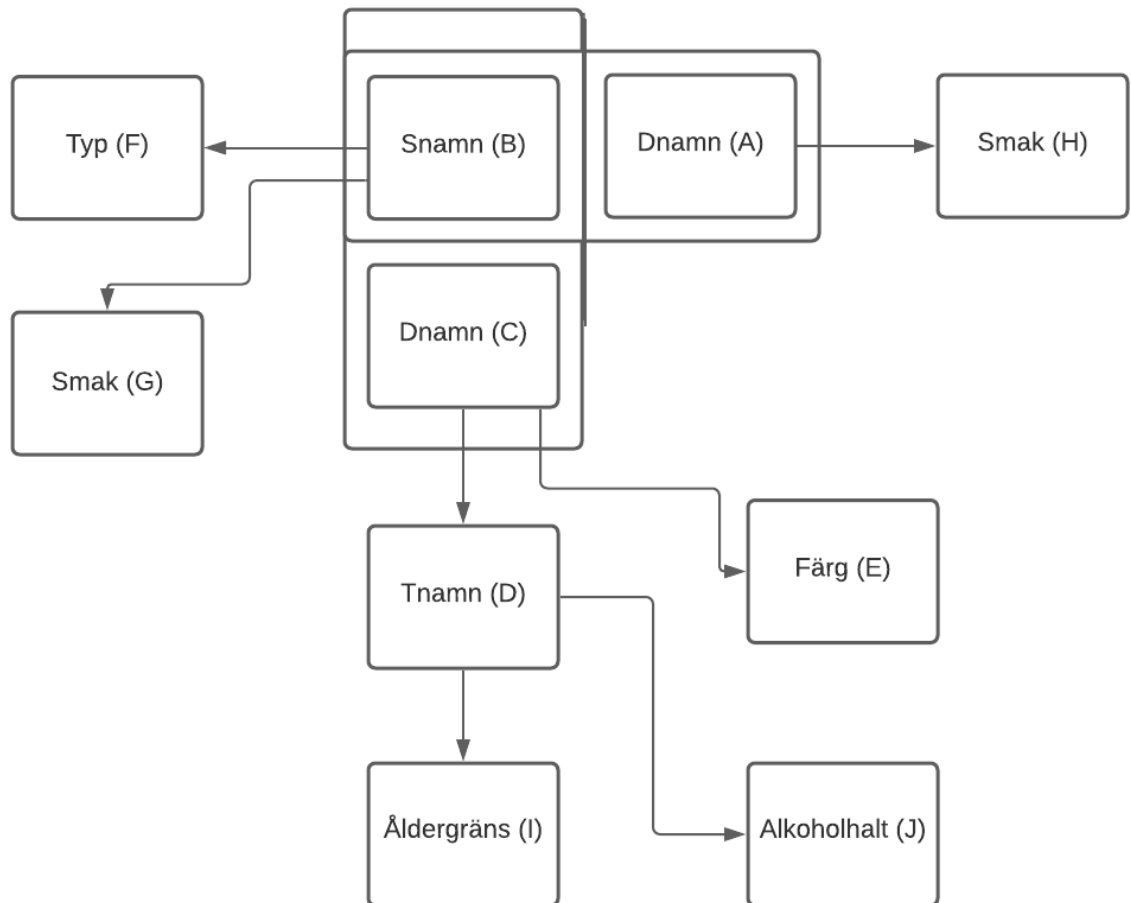 Typ (F)
Snamn (B)
Dnamn (A)
Smak (H)
Dnamn (C)
Smak (G)
Tnamn (D)
Färg (E)
Åldergräns (I)
Alkoholhalt (J)